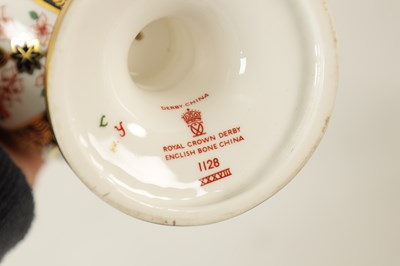 DERBY CHINA
ROYAL CROWN DERBY
ENGLISH BONE CHINA
1128
XXXVIII